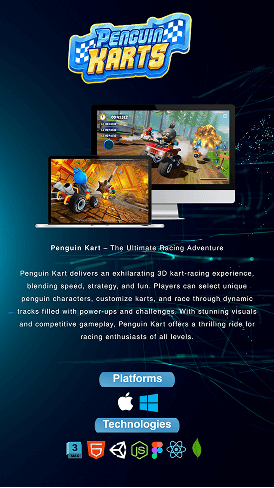 PENGUIN
KARTS
Penguin Kart – The Ultimate Racing Adventure
Penguin Kart delivers an exhilarating 3D kart-racing experience,
blending speed, strategy, and fun. Players can select unique
penguin characters, customize karts, and race through dynamic
tracks filled with power-ups and challenges. With stunning visuals
and competitive gameplay, Penguin Kart offers a thrilling ride for
racing enthusiasts of all levels.
Platforms
Technologies
3